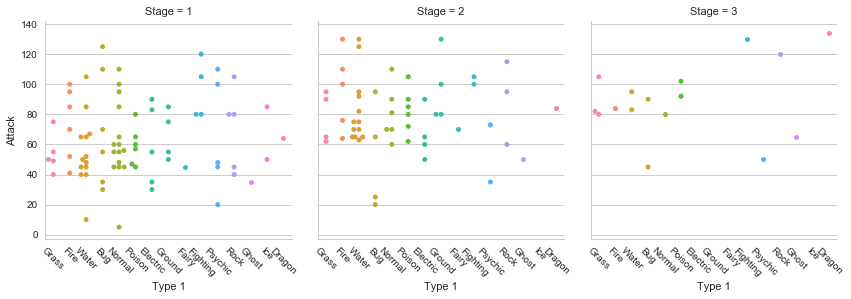 Stage = 1
Stage = 2
Stage = 3
140
120
100
80
60
40
20
0
Attack
Grass
Fire
Water
Bug
Normal
Poison
Electric
Ground
Fairy
Fighting
Psychic
Rock
Ghost
Ice
Dragon
Grass
Fire
Water
Bug
Normal
Poison
Electric
Ground
Fairy
Fighting
Psychic
Rock
Ghost
Ice
Dragon
Grass
Fire
Water
Bug
Normal
Poison
Electric
Ground
Fairy
Fighting
Psychic
Rock
Ghost
Ice
Dragon
Type 1
Type 1
Type 1